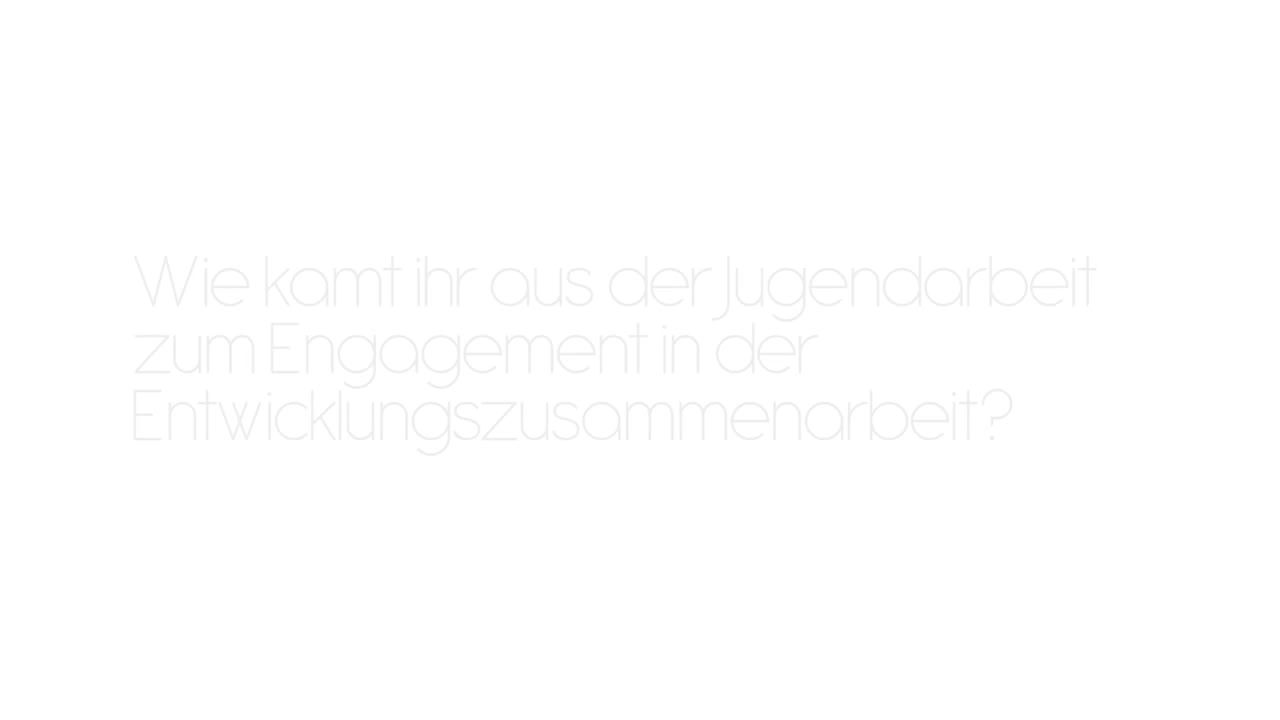 Wie kamt ihr aus der Jugendarbeit
zum Engagement in der
Entwicklungszusammenarbeit?